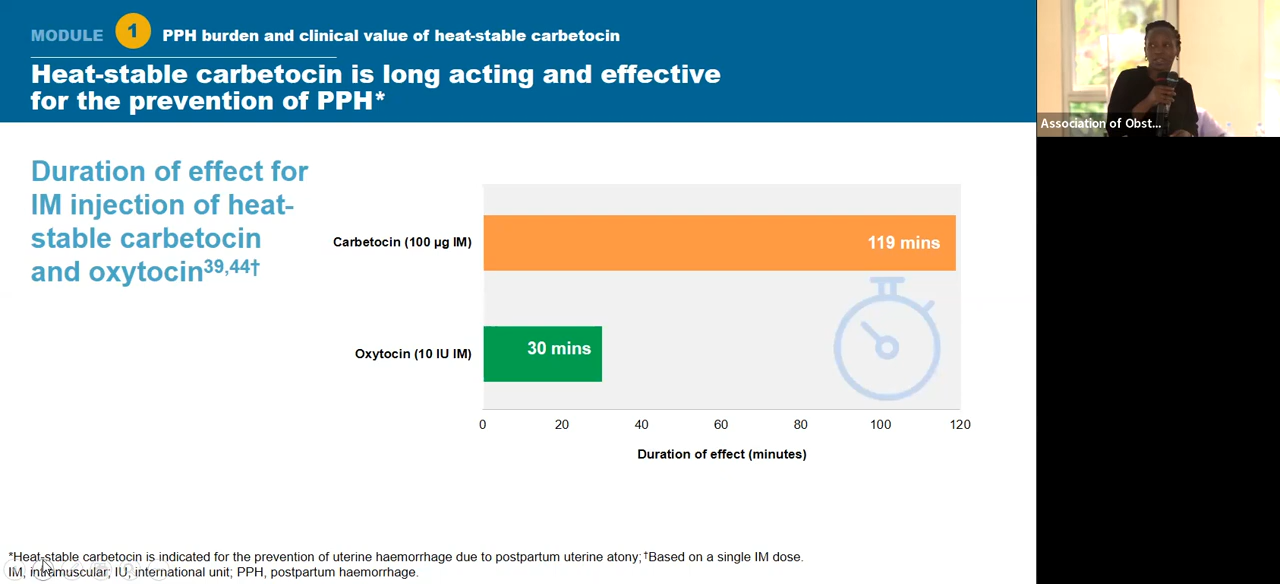 MODULE 1 PPH burden and clinical value of heat-stable carbetocin
Heat-stable carbetocin is long acting and effective
for the prevention of PPH*
Association of Obst...
Duration of effect for
IM injection of heat-
stable carbetocin
and oxytocin39,44†
Carbetocin (100 µg IM)
119 mins
Oxytocin (10 IU IM)
30 mins
0 20 40 60 80 100 120
Duration of effect (minutes)
*Heat-stable carbetocin is indicated for the prevention of uterine haemorrhage due to postpartum uterine atony; †Based on a single IM dose.
IM, intramuscular; IU, international unit; PPH, postpartum haemorrhage.